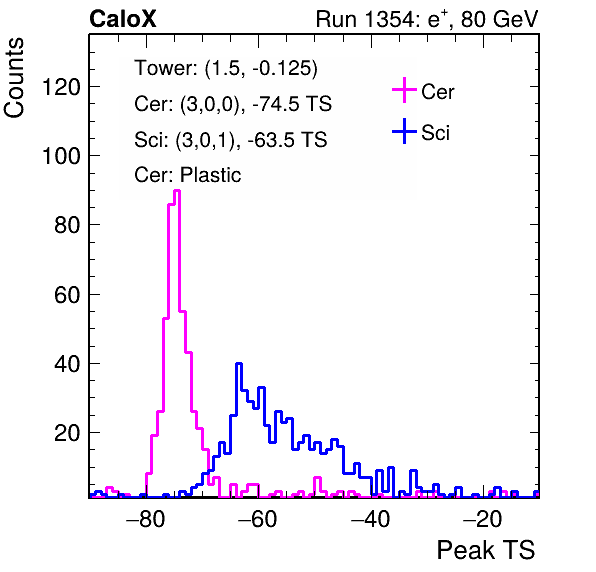 CaloX Run 1354: e⁺, 80 GeV
Counts
Tower: (1.5, -0.125)
Cer: (3,0,0), -74.5 TS
Sci: (3,0,1), -63.5 TS
Cer: Plastic
Cer
Sci
120
100
80
60
40
20
−80 −60 −40 −20
Peak TS